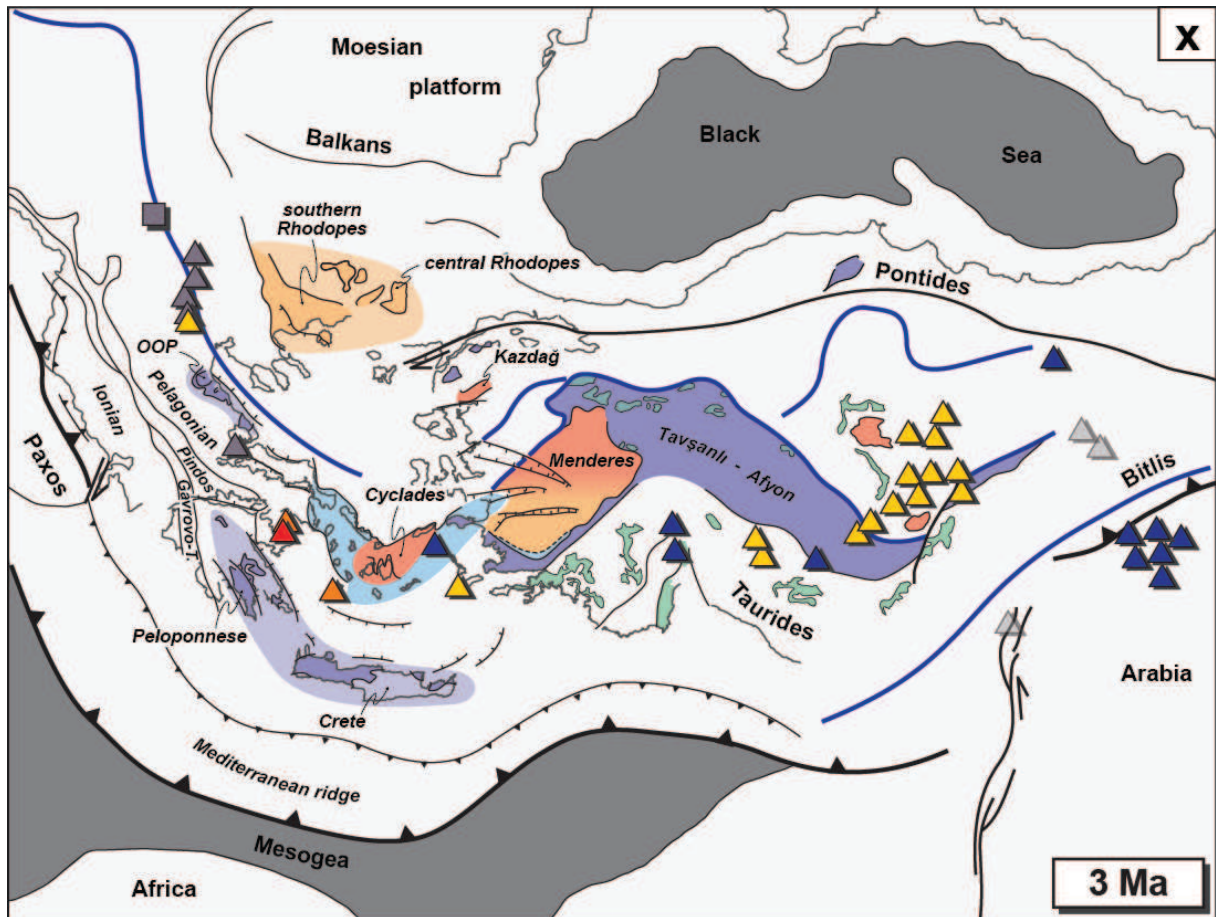 X
Moesian
platform
Black
Sea
Balkans
southern
Rhodopes
central Rhodopes
Pontides
OOP
Kazdağ
Ionian
Pelagonian
Paxos
Pindos
Gavrovo-T.
Cyclades
Menderes
Tavşanlı - Afyon
Bitlis
Taurides
Peloponnese
Arabia
Crete
Mediterranean ridge
Mesogea
Africa
3 Ma